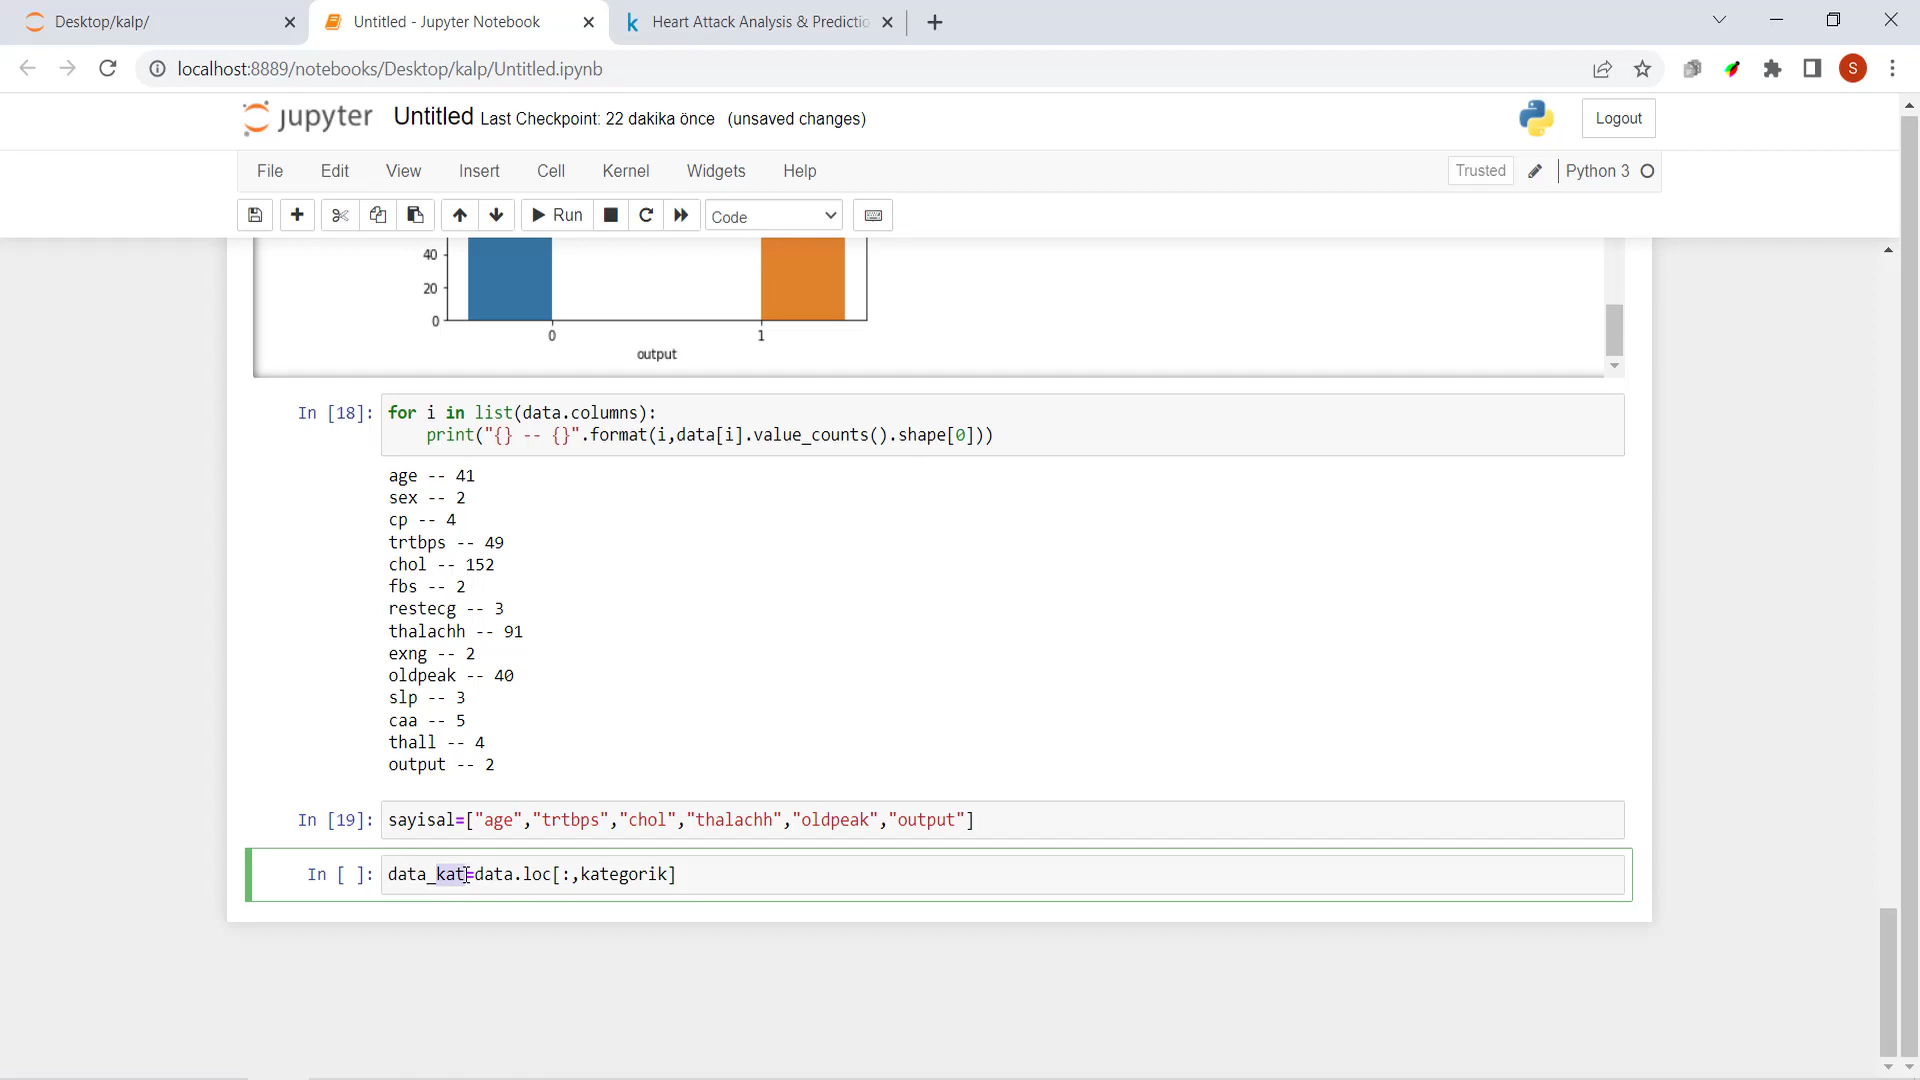 Desktop/kalp/
Untitled - Jupyter Notebook
Heart Attack Analysis & Predictio
localhost:8889/notebooks/Desktop/kalp/Untitled.ipynb
S
jupyter Untitled Last Checkpoint: 22 dakika önce (unsaved changes)
Logout
File Edit View Insert Cell Kernel Widgets Help
Trusted
Python 3
Run
Code
40
20
0
0 1
output
In [18]: for i in list(data.columns):
print("{} -- {}".format(i,data[i].value_counts().shape[0]))
age -- 41
sex -- 2
cp -- 4
trtbps -- 49
chol -- 152
fbs -- 2
restecg -- 3
thalachh -- 91
exng -- 2
oldpeak -- 40
slp -- 3
caa -- 5
thall -- 4
output -- 2
In [19]: sayisal=["age","trtbps","chol","thalachh","oldpeak","output"]
In [ ]: data_kat=data.loc[:,kategorik]